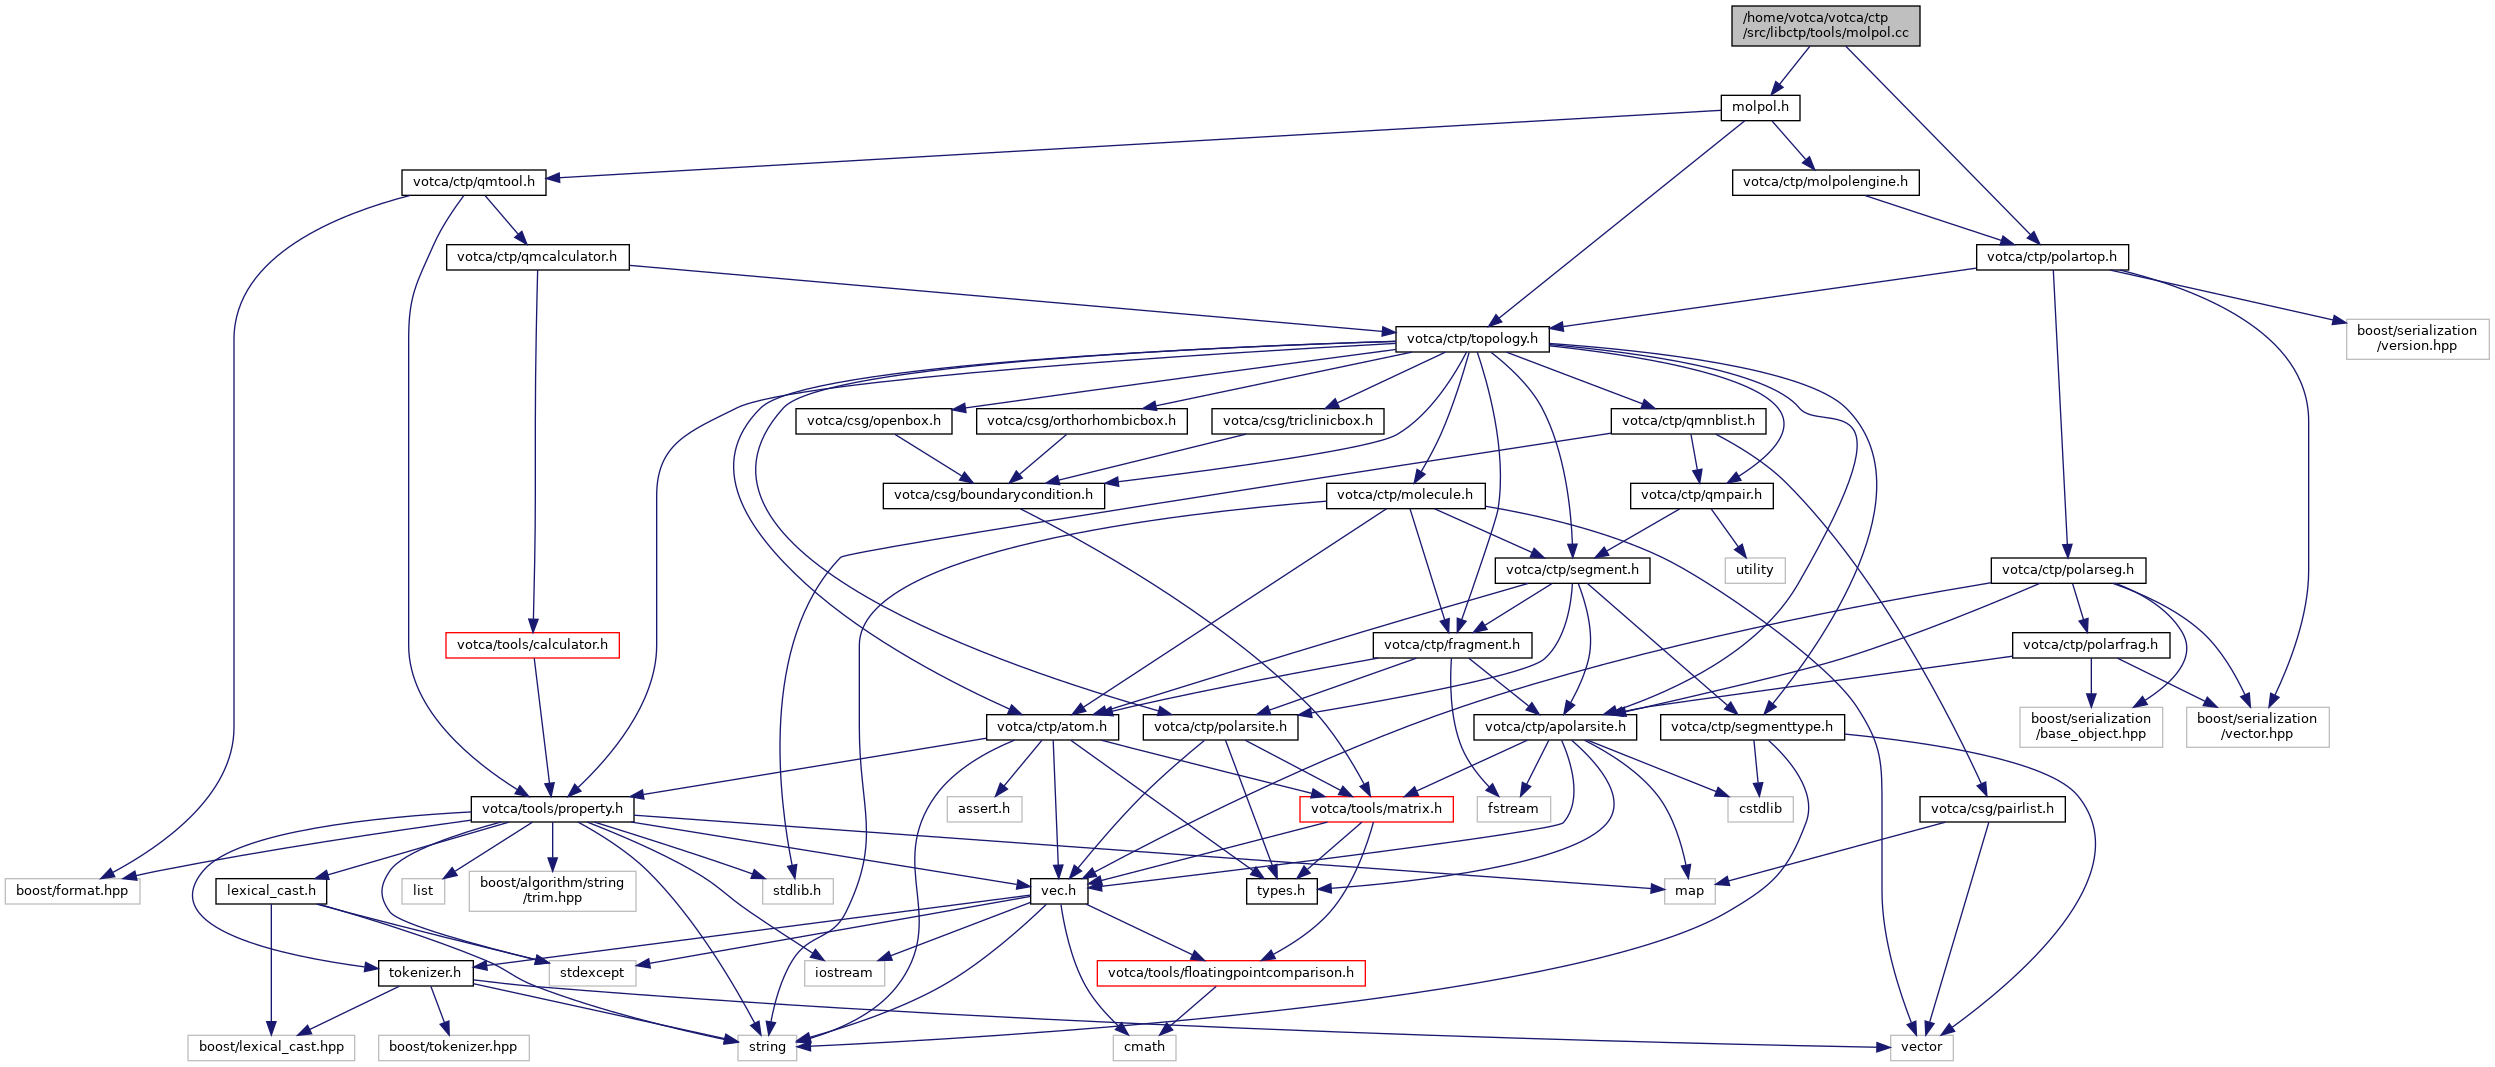 /home/votca/votca/ctp
/src/libctp/tools/molpol.cc
molpol.h
votca/ctp/qmtool.h
votca/ctp/molpolengine.h
votca/ctp/qmcalculator.h
votca/ctp/polartop.h
votca/ctp/topology.h
boost/serialization
/version.hpp
votca/csg/openbox.h
votca/csg/orthorhombicbox.h
votca/csg/triclinicbox.h
votca/ctp/qmnblist.h
votca/csg/boundarycondition.h
votca/ctp/molecule.h
votca/ctp/qmpair.h
votca/ctp/segment.h
utility
votca/ctp/polarseg.h
votca/tools/calculator.h
votca/ctp/fragment.h
votca/ctp/polarfrag.h
votca/ctp/atom.h
votca/ctp/polarsite.h
votca/ctp/apolarsite.h
votca/ctp/segmenttype.h
boost/serialization
/base_object.hpp
boost/serialization
/vector.hpp
votca/tools/property.h
assert.h
votca/tools/matrix.h
fstream
cstdlib
votca/csg/pairlist.h
boost/format.hpp
lexical_cast.h
list
boost/algorithm/string
/trim.hpp
stdlib.h
vec.h
types.h
map
tokenizer.h
stdexcept
iostream
votca/tools/floatingpointcomparison.h
boost/lexical_cast.hpp
boost/tokenizer.hpp
string
cmath
vector